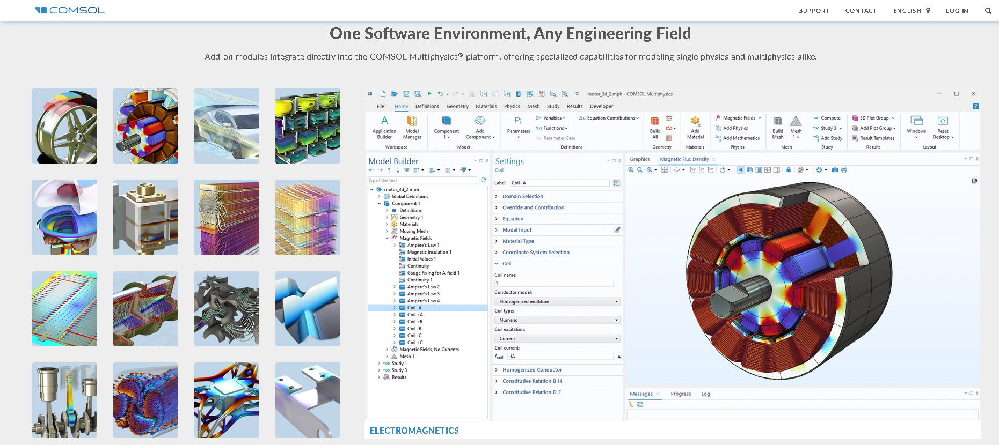 COMSOL
SUPPORT CONTACT ENGLISH LOG IN
One Software Environment, Any Engineering Field
Add-on modules integrate directly into the COMSOL Multiphysics® platform, offering specialized capabilities for modeling single physics and multiphysics alike.
motor_3d_2.mph - COMSOL Multiphysics
File Home Definitions Geometry Materials Physics Mesh Study Results Developer
Application Builder
Model Manager
Workspace
Component 1
Add Component
Model
Pi
Parameters
a= Variables
f(x) Functions
Pi Parameter Case
Δu Equation Contributions
Definitions
Build All
Geometry
Add Material
Materials
Magnetic Fields
Add Physics
Add Mathematics
Physics
Build Mesh
Mesh 1
Mesh
Compute
Study 3
Add Study
Study
3D Plot Group
Add Plot Group
Result Templates
Results
Windows
Reset Desktop
Layout
Model Builder
Type filter text
motor_3d_2.mph
Global Definitions
Component 1
Definitions
Geometry 1
Materials
Moving Mesh
Magnetic Fields
Ampère's Law 1
Magnetic Insulation 1
Initial Values 1
Continuity
Gauge Fixing for A-field 1
Continuity 1
Ampère's Law 2
Ampère's Law 3
Ampère's Law 4
Coil -A
Coil +A
Coil +B
Coil -B
Coil -C
Coil +C
Magnetic Fields, No Currents
Mesh 1
Study 1
Study 3
Results
Settings
Coil
Label: Coil -A
Domain Selection
Override and Contribution
Equation
Model Input
Material Type
Coordinate System Selection
Coil
Coil name:
1
Conductor model:
Homogenized multiturn
Coil type:
Numeric
Coil excitation:
Current
Coil current:
Icoil -IA A
Homogenized Conductor
Constitutive Relation B-H
Constitutive Relation D-E
Graphics Magnetic Flux Density
xy yz xz
Messages Progress Log
ELECTROMAGNETICS